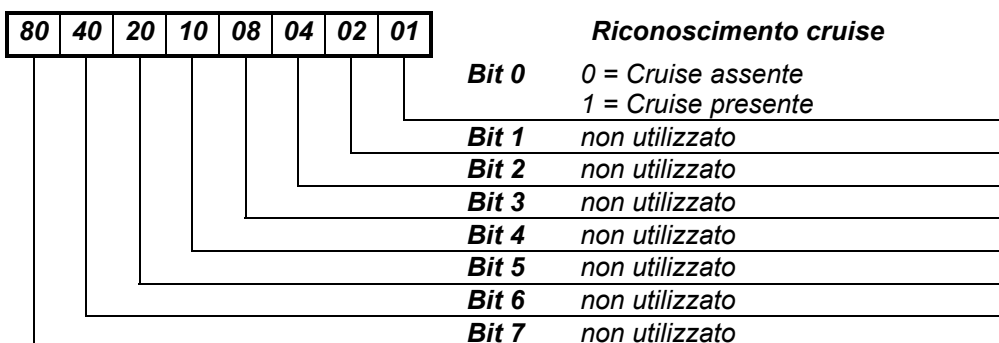 80 40 20 10 08 04 02 01 Riconoscimento cruise
Bit 0 0 = Cruise assente
1 = Cruise presente
Bit 1 non utilizzato
Bit 2 non utilizzato
Bit 3 non utilizzato
Bit 4 non utilizzato
Bit 5 non utilizzato
Bit 6 non utilizzato
Bit 7 non utilizzato